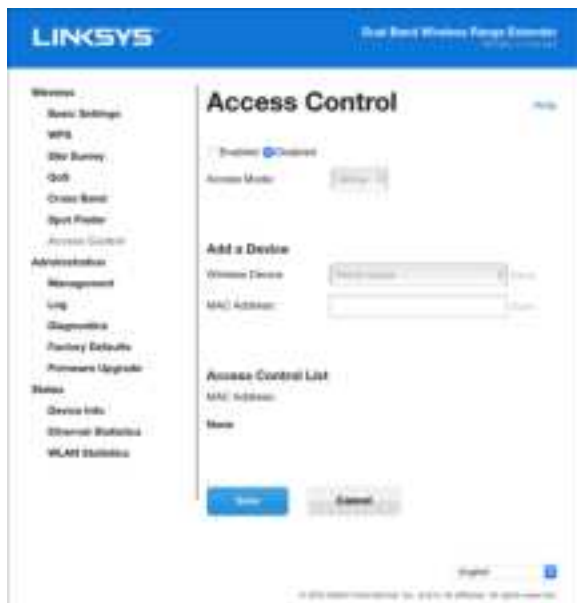 LINKSYS
Dual Band Wireless Range Extender
Wireless
Basic Settings
WPS
Site Survey
QoS
Cross Band
Spot Finder
Access Control
Administration
Management
Log
Diagnostics
Factory Defaults
Firmware Upgrade
Status
Device Info
Ethernet Statistics
WLAN Statistics
Access Control
Help
Enabled Disabled
Access Mode:
Add a Device
Wireless Device
MAC Address:
Access Control List
MAC Address:
None
Save
Cancel
English